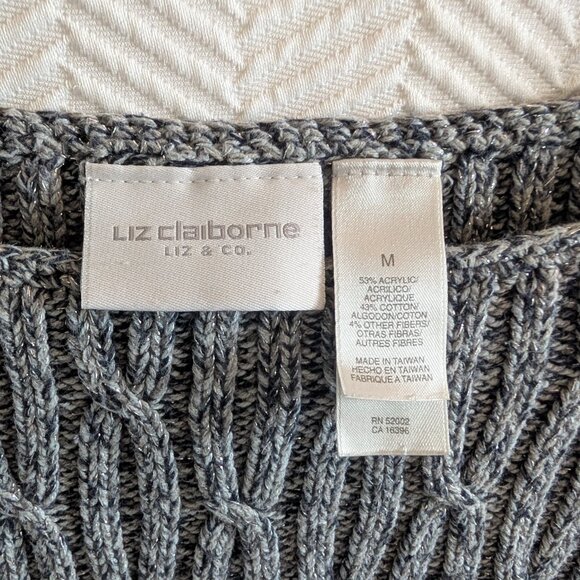 LIZ claiborne
LIZ & CO.
M
53% ACRYLIC/
ACRILICO/
ACRYLIQUE
43% COTTON/
ALGODON/COTON
4% OTHER FIBERS/
OTRAS FIBRAS/
AUTRES FIBRES
MADE IN TAIWAN
HECHO EN TAIWAN
FABRIQUE A TAIWAN
RN 52002
CA 16396